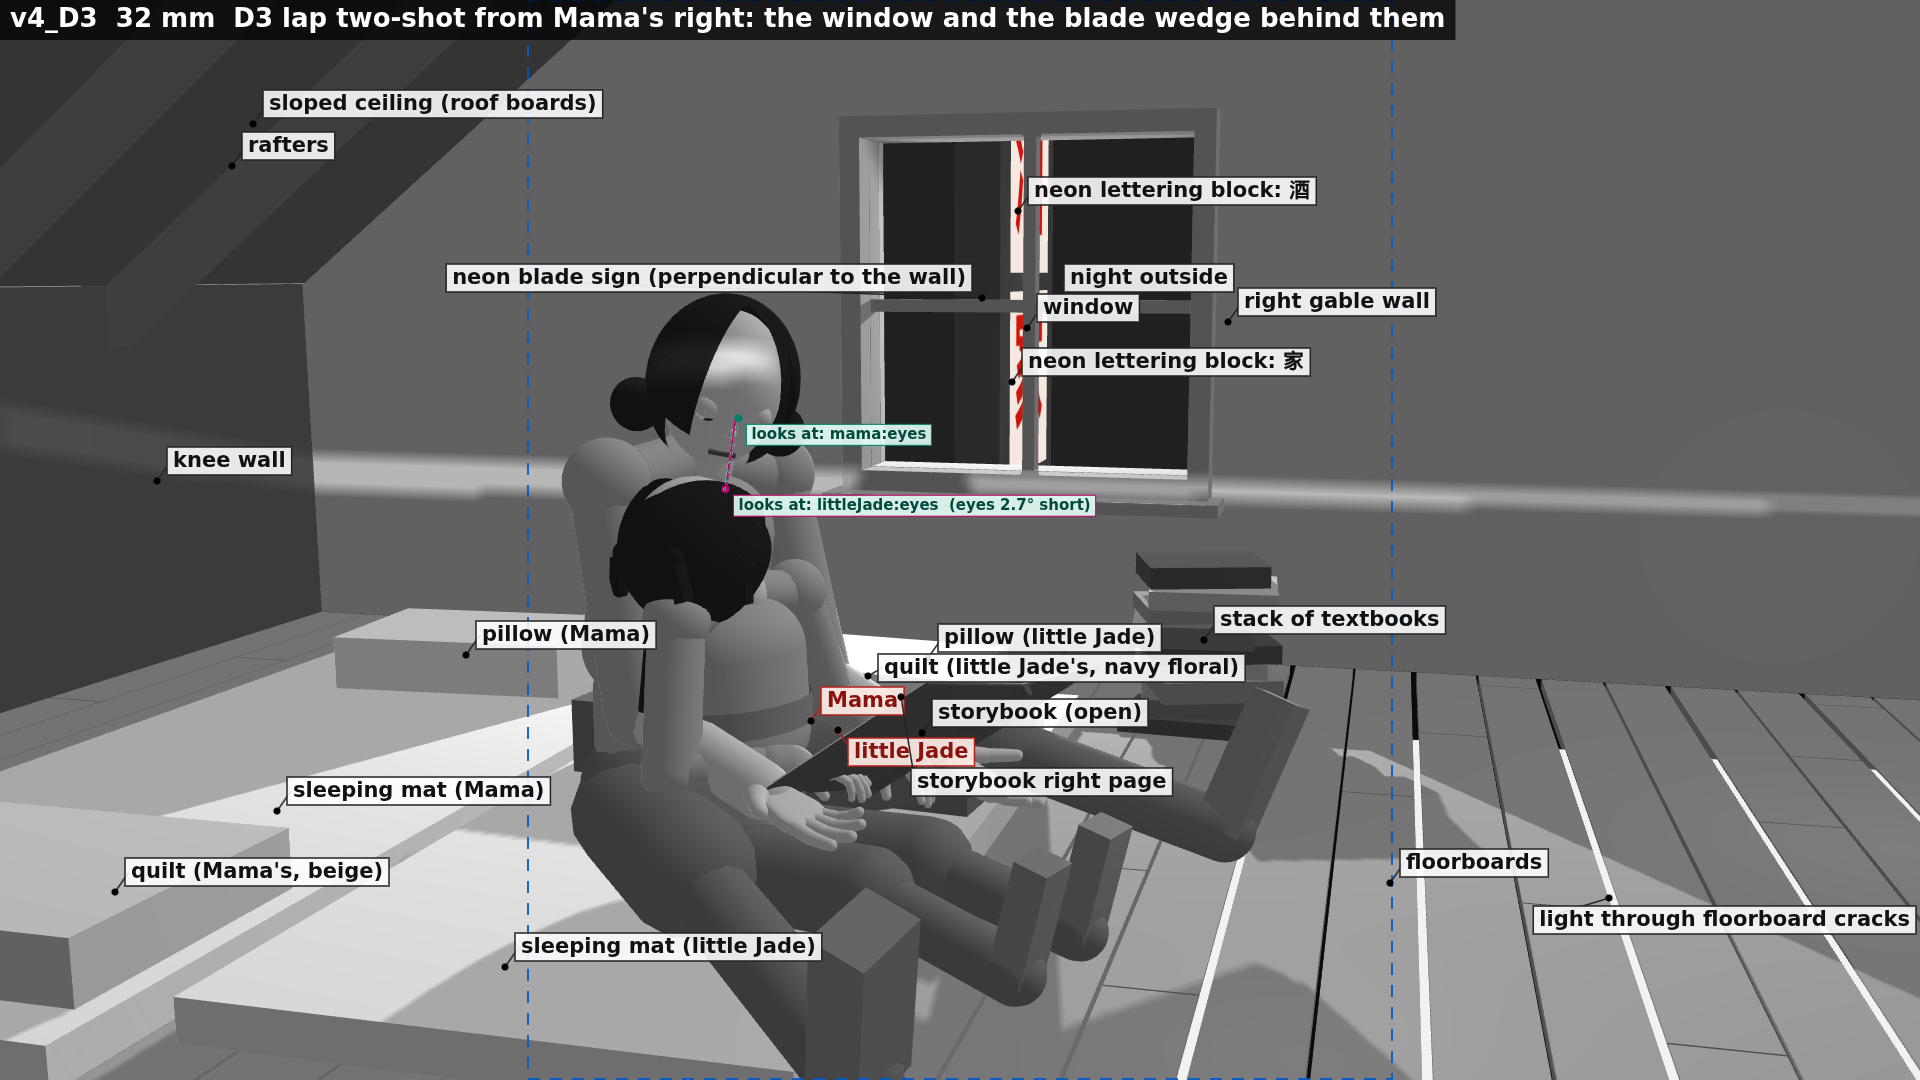 v4_D3 32 mm D3 lap two-shot from Mama's right: the window and the blade wedge behind them
sloped ceiling (roof boards)
rafters
neon lettering block: 酒
neon blade sign (perpendicular to the wall)
night outside
window
right gable wall
neon lettering block: 家
looks at: mama:eyes
knee wall
looks at: littleJade:eyes (eyes 2.7° short)
stack of textbooks
pillow (Mama)
pillow (little Jade)
quilt (little Jade's, navy floral)
Mama
storybook (open)
little Jade
storybook right page
sleeping mat (Mama)
floorboards
quilt (Mama's, beige)
light through floorboard cracks
sleeping mat (little Jade)